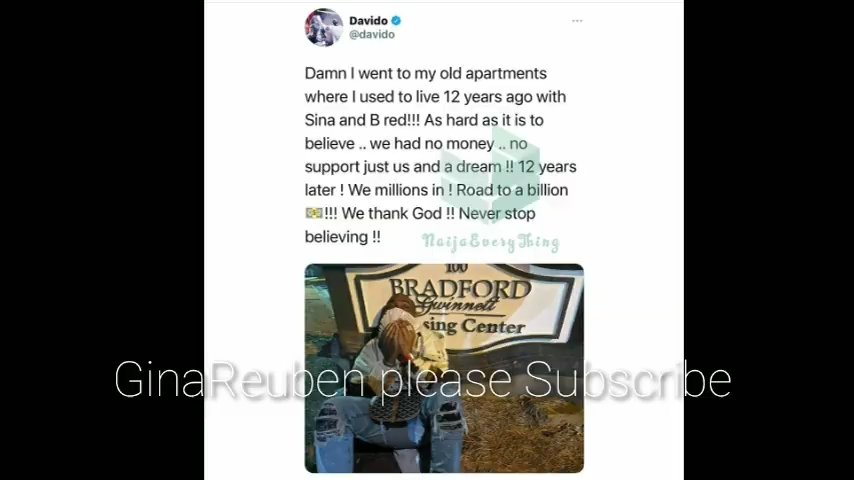 Davido
@davido
Damn I went to my old apartments
where I used to live 12 years ago with
Sina and B red!!! As hard as it is to
believe .. we had no money .. no
support just us and a dream !! 12 years
later ! We millions in ! Road to a billion
💵!!! We thank God !! Never stop
believing !!
NaijaEveryThing
100
BRADFORD
Gwinnett
sing Center
GinaReuben please Subscribe